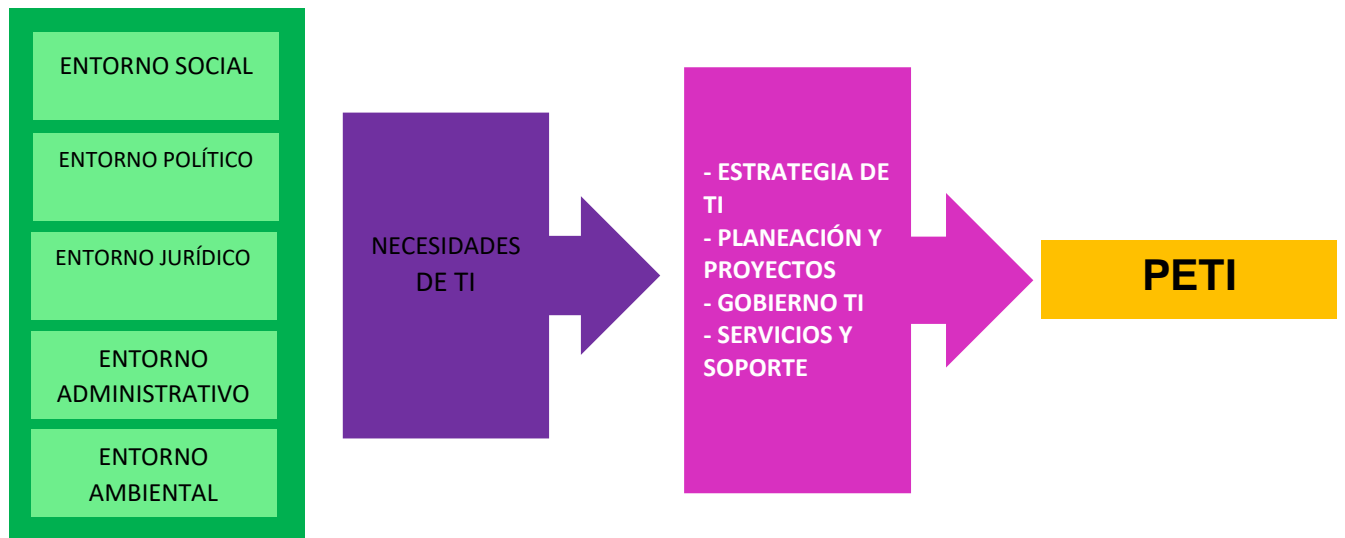 ENTORNO SOCIAL
ENTORNO POLÍTICO
ENTORNO JURÍDICO
ENTORNO
ADMINISTRATIVO
ENTORNO
AMBIENTAL
NECESIDADES
DE TI
- ESTRATEGIA DE
TI
- PLANEACIÓN Y
PROYECTOS
- GOBIERNO TI
- SERVICIOS Y
SOPORTE
PETI